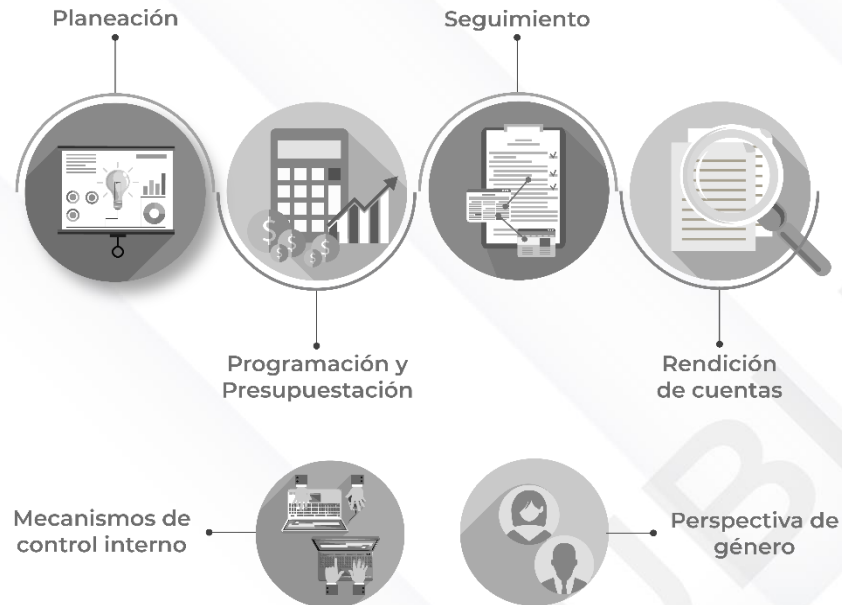 Planeación
Seguimiento
Programación y
Presupuestación
Rendición
de cuentas
Mecanismos de
control interno
Perspectiva de
género